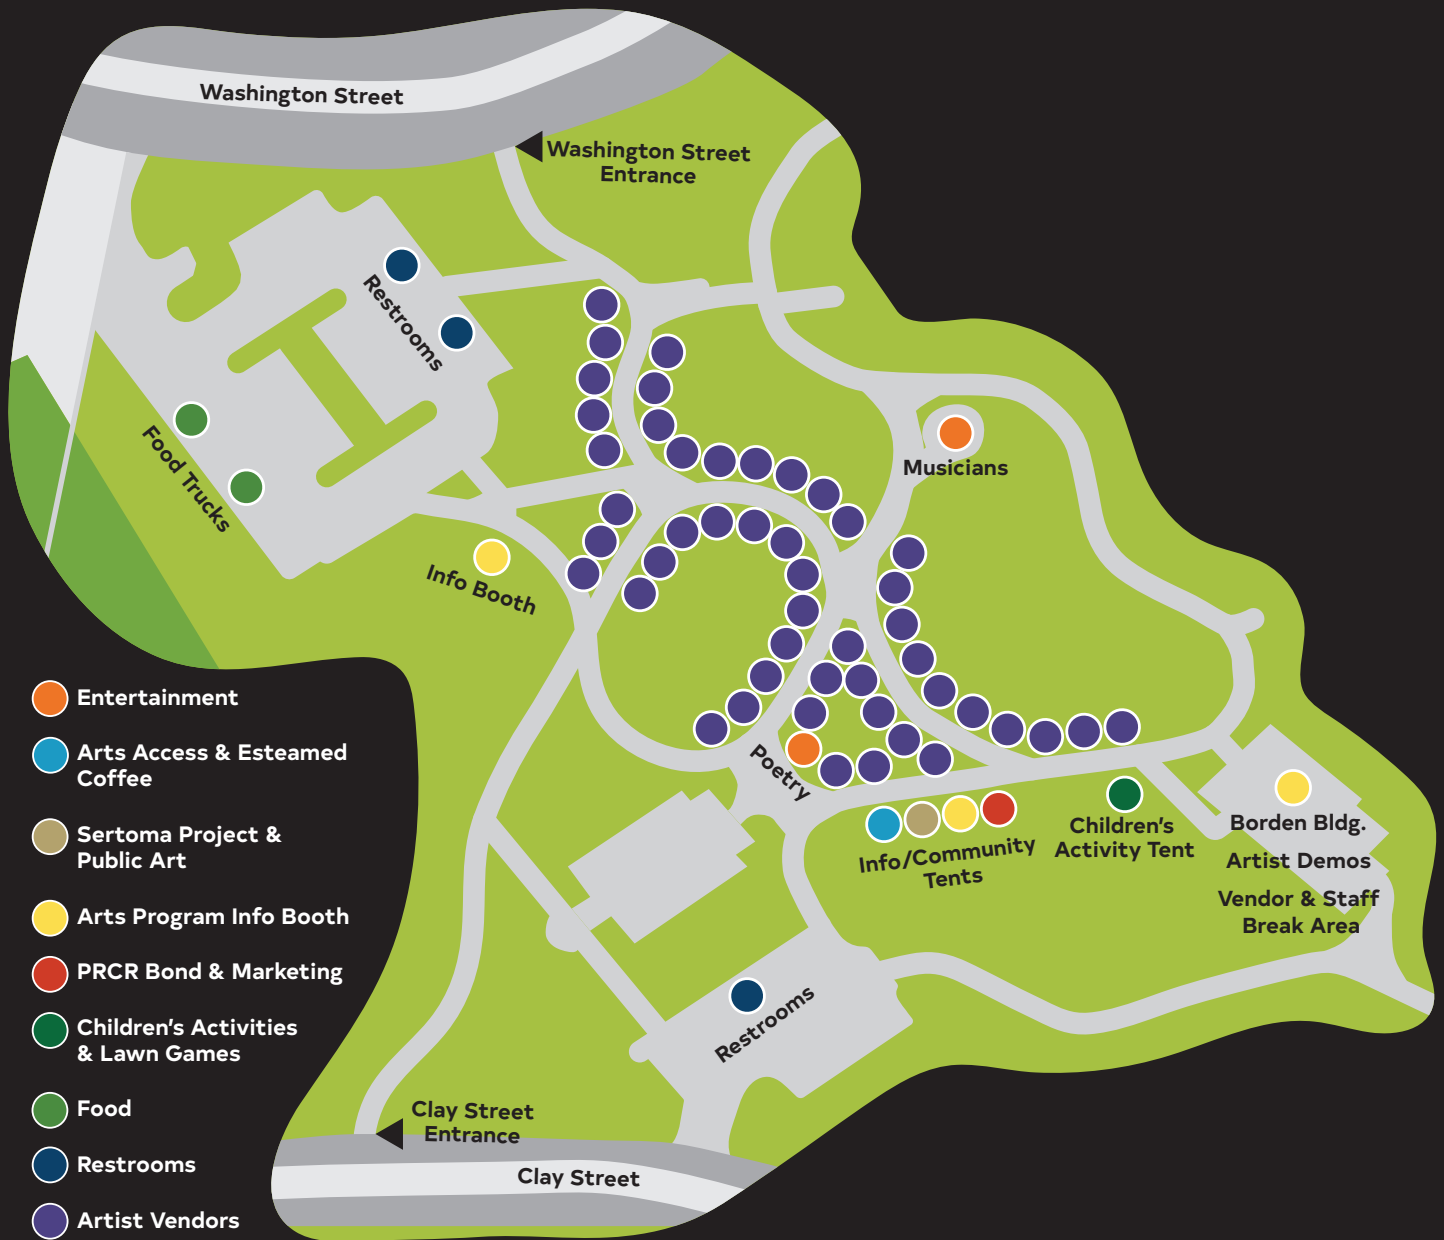 Washington Street
Washington Street
Entrance
Restrooms
Musicians
Food Trucks
Info Booth
Poetry
Info/Community
Tents
Children's
Activity Tent
Borden Bldg.
Artist Demos
Vendor & Staff
Break Area
Restrooms
Clay Street
Entrance
Clay Street
Entertainment
Arts Access & Esteamed
Coffee
Sertoma Project &
Public Art
Arts Program Info Booth
PRCR Bond & Marketing
Children's Activities
& Lawn Games
Food
Restrooms
Artist Vendors